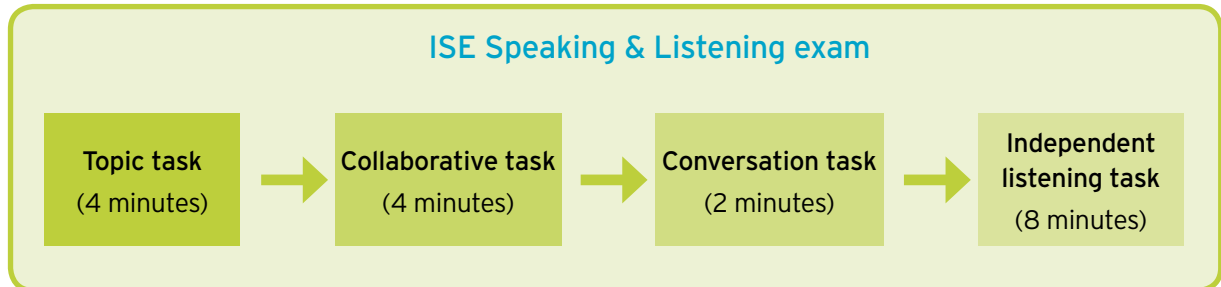 ISE Speaking & Listening exam
Topic task
(4 minutes)
Collaborative task
(4 minutes)
Conversation task
(2 minutes)
Independent
listening task
(8 minutes)